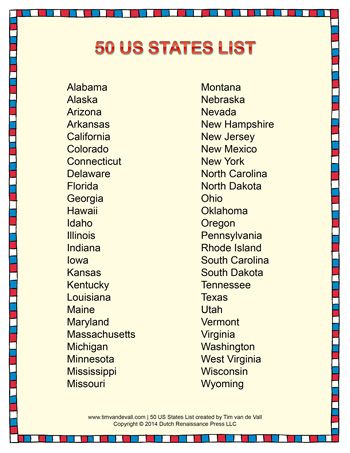 50 US STATES LIST
Alabama
Alaska
Arizona
Arkansas
California
Colorado
Connecticut
Delaware
Florida
Georgia
Hawaii
Idaho
Illinois
Indiana
Iowa
Kansas
Kentucky
Louisiana
Maine
Maryland
Massachusetts
Michigan
Minnesota
Mississippi
Missouri
Montana
Nebraska
Nevada
New Hampshire
New Jersey
New Mexico
New York
North Carolina
North Dakota
Ohio
Oklahoma
Oregon
Pennsylvania
Rhode Island
South Carolina
South Dakota
Tennessee
Texas
Utah
Vermont
Virginia
Washington
West Virginia
Wisconsin
Wyoming
www.timvandevall.com | 50 US States List created by Tim van de Vall
Copyright © 2014 Dutch Renaissance Press LLC